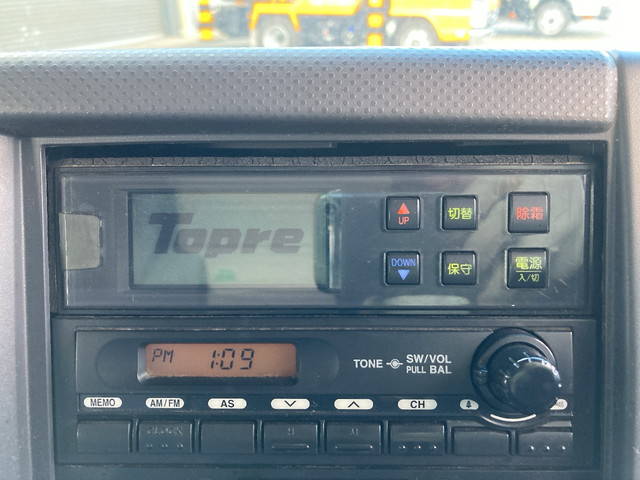 Topre
UP
切替
除霜
DOWN
保守
電源
入/切
PM 1:09
TONE SW/VOL
PULL BAL
MEMO AM/FM AS CH